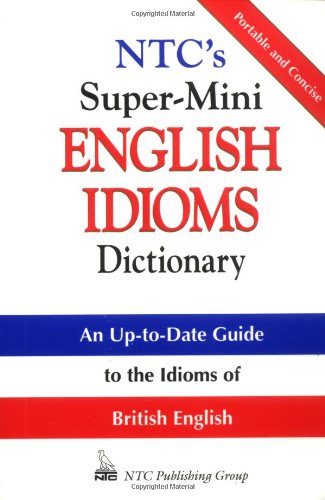 Portable and Concise
NTC's
Super-Mini
ENGLISH
IDIOMS
Dictionary
An Up-to-Date Guide
to the Idioms of
British English
NTC
NTC Publishing Group